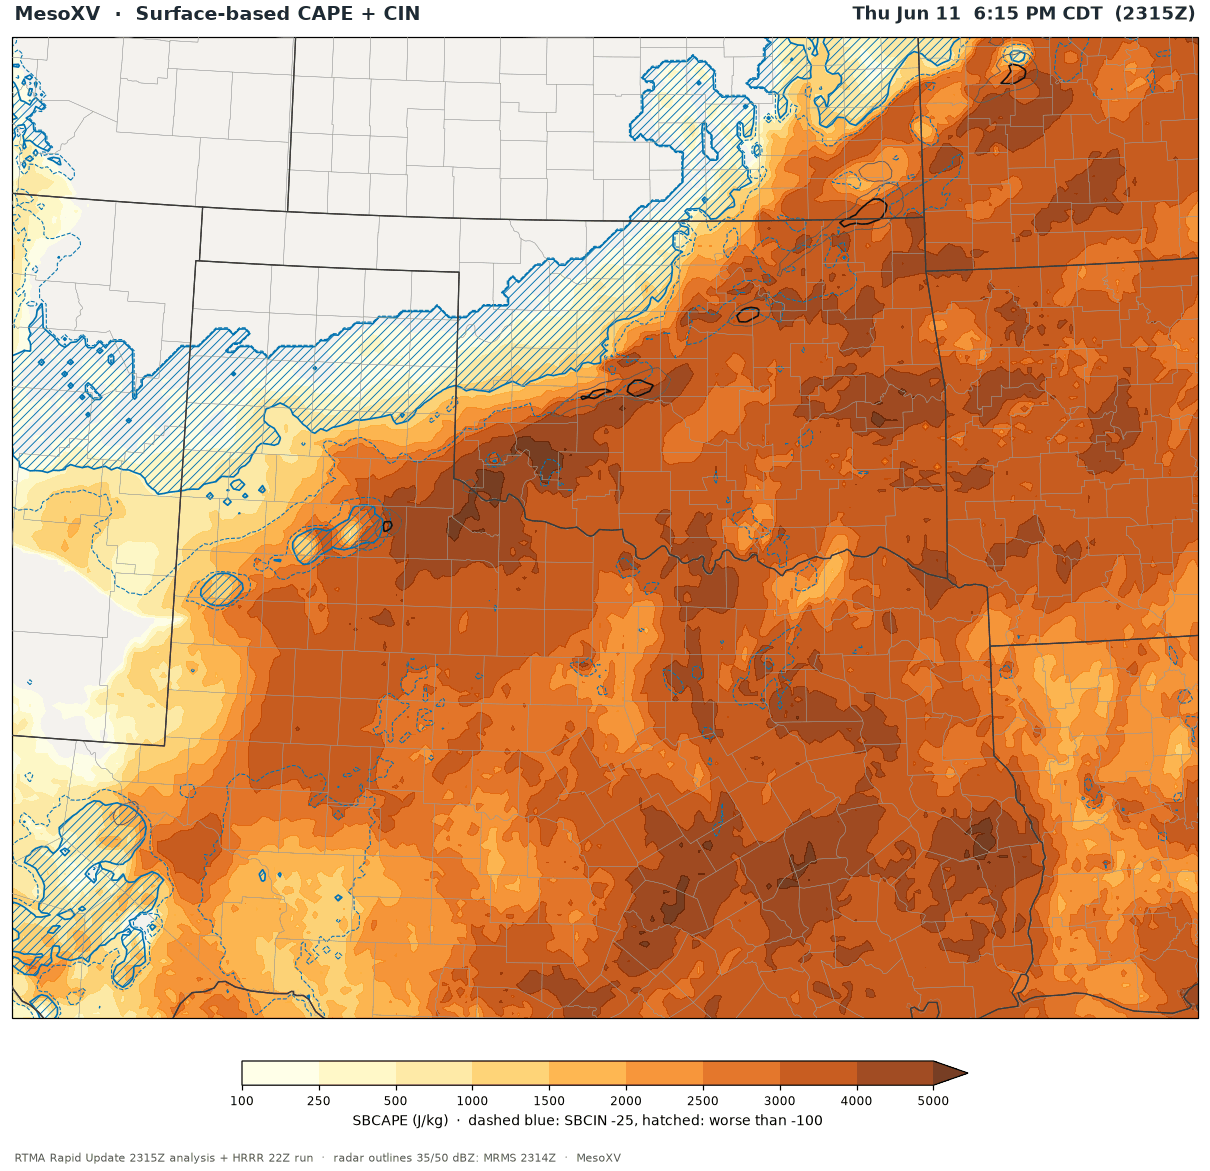 MesoXV · Surface-based CAPE + CIN
Thu Jun 11 6:15 PM CDT (2315Z)
100 250 500 1000 1500 2000 2500 3000 4000 5000
SBCAPE (J/kg) · dashed blue: SBCIN -25, hatched: worse than -100
RTMA Rapid Update 2315Z analysis + HRRR 22Z run · radar outlines 35/50 dBZ: MRMS 2314Z · MesoXV